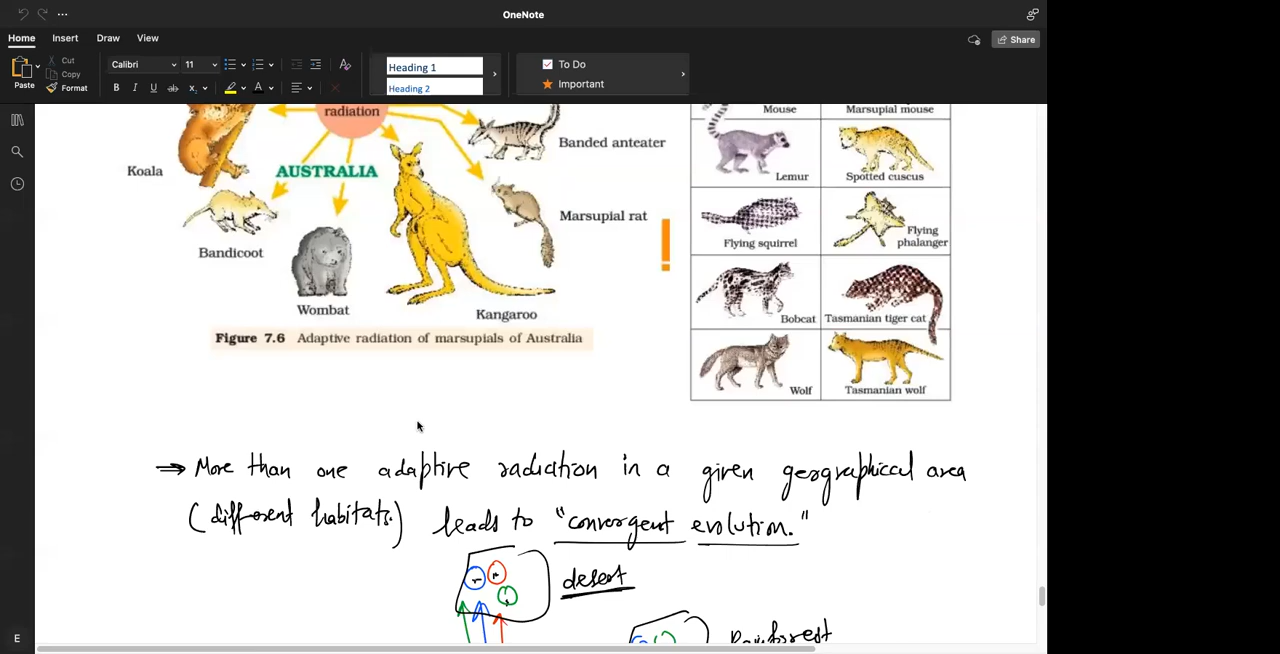 OneNote
Home Insert Draw View
Share
Paste
Cut
Copy
Format
Calibri 11
B I U ab x
A
Heading 1
Heading 2
To Do
Important
radiation
Koala
AUSTRALIA
Banded anteater
Marsupial rat
Bandicoot
Wombat
Kangaroo
Figure 7.6 Adaptive radiation of marsupials of Australia
Mouse Marsupial mouse
Lemur Spotted cuscus
Flying squirrel Flying phalanger
Bobcat Tasmanian tiger cat
Wolf Tasmanian wolf
⇒ More than one adaptive radiation in a given geographical area
(different habitats.) leads to "convergent evolution."
desert
Rainforest
E